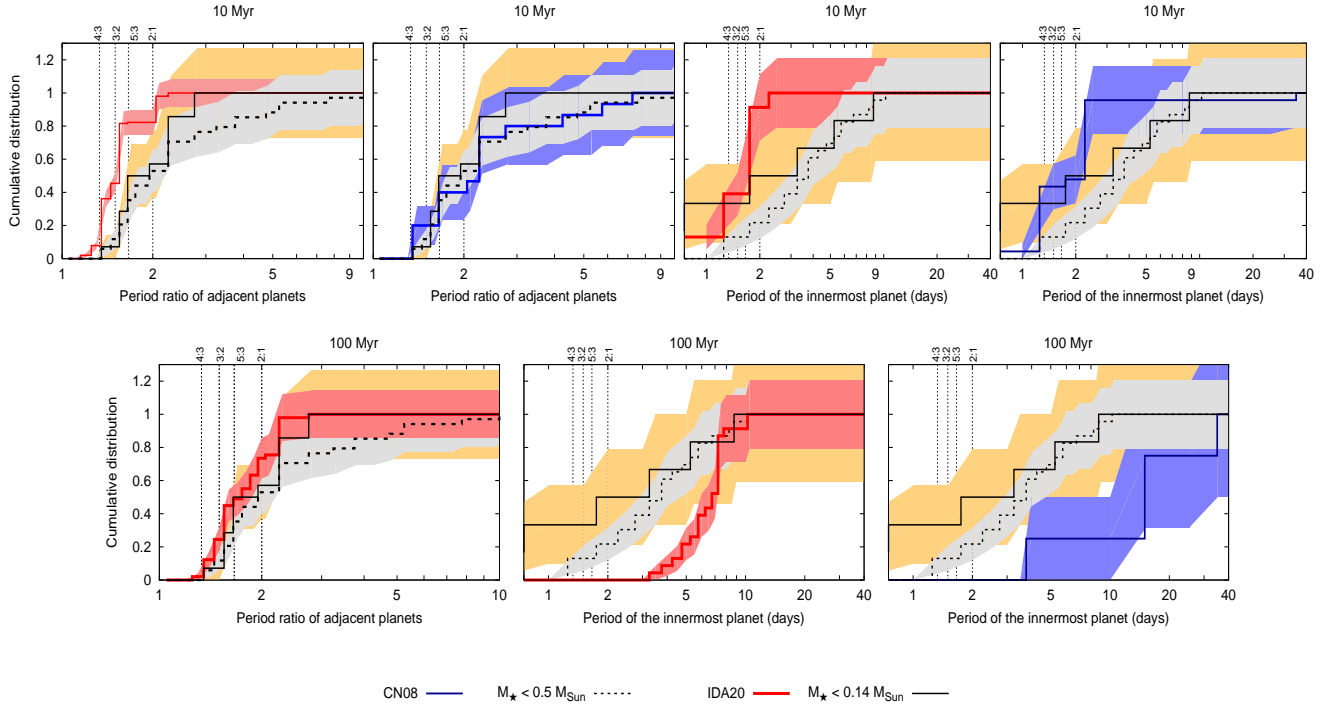 10 Myr 10 Myr 10 Myr 10 Myr
4:3 3:2 5:3 2:1 4:3 3:2 5:3 2:1 4:3 3:2 5:3 2:1 4:3 3:2 5:3 2:1
Cumulative distribution
1.2
1
0.8
0.6
0.4
0.2
0
1 2 5 9 1 2 5 9 1 2 5 9 20 40 1 2 5 9 20 40
Period ratio of adjacent planets Period ratio of adjacent planets Period of the innermost planet (days) Period of the innermost planet (days)
100 Myr 100 Myr 100 Myr
4:3 3:2 5:3 2:1 4:3 3:2 5:3 2:1 4:3 3:2 5:3 2:1
Cumulative distribution
1.2
1
0.8
0.6
0.4
0.2
0
1 2 10 1 2 5 10 40 1 2 5 10 20 40
Period ratio of adjacent planets Period of the innermost planet (days) Period of the innermost planet (days)
CN08 M★ < 0.5 MSun IDA20 M★ < 0.14 MSun